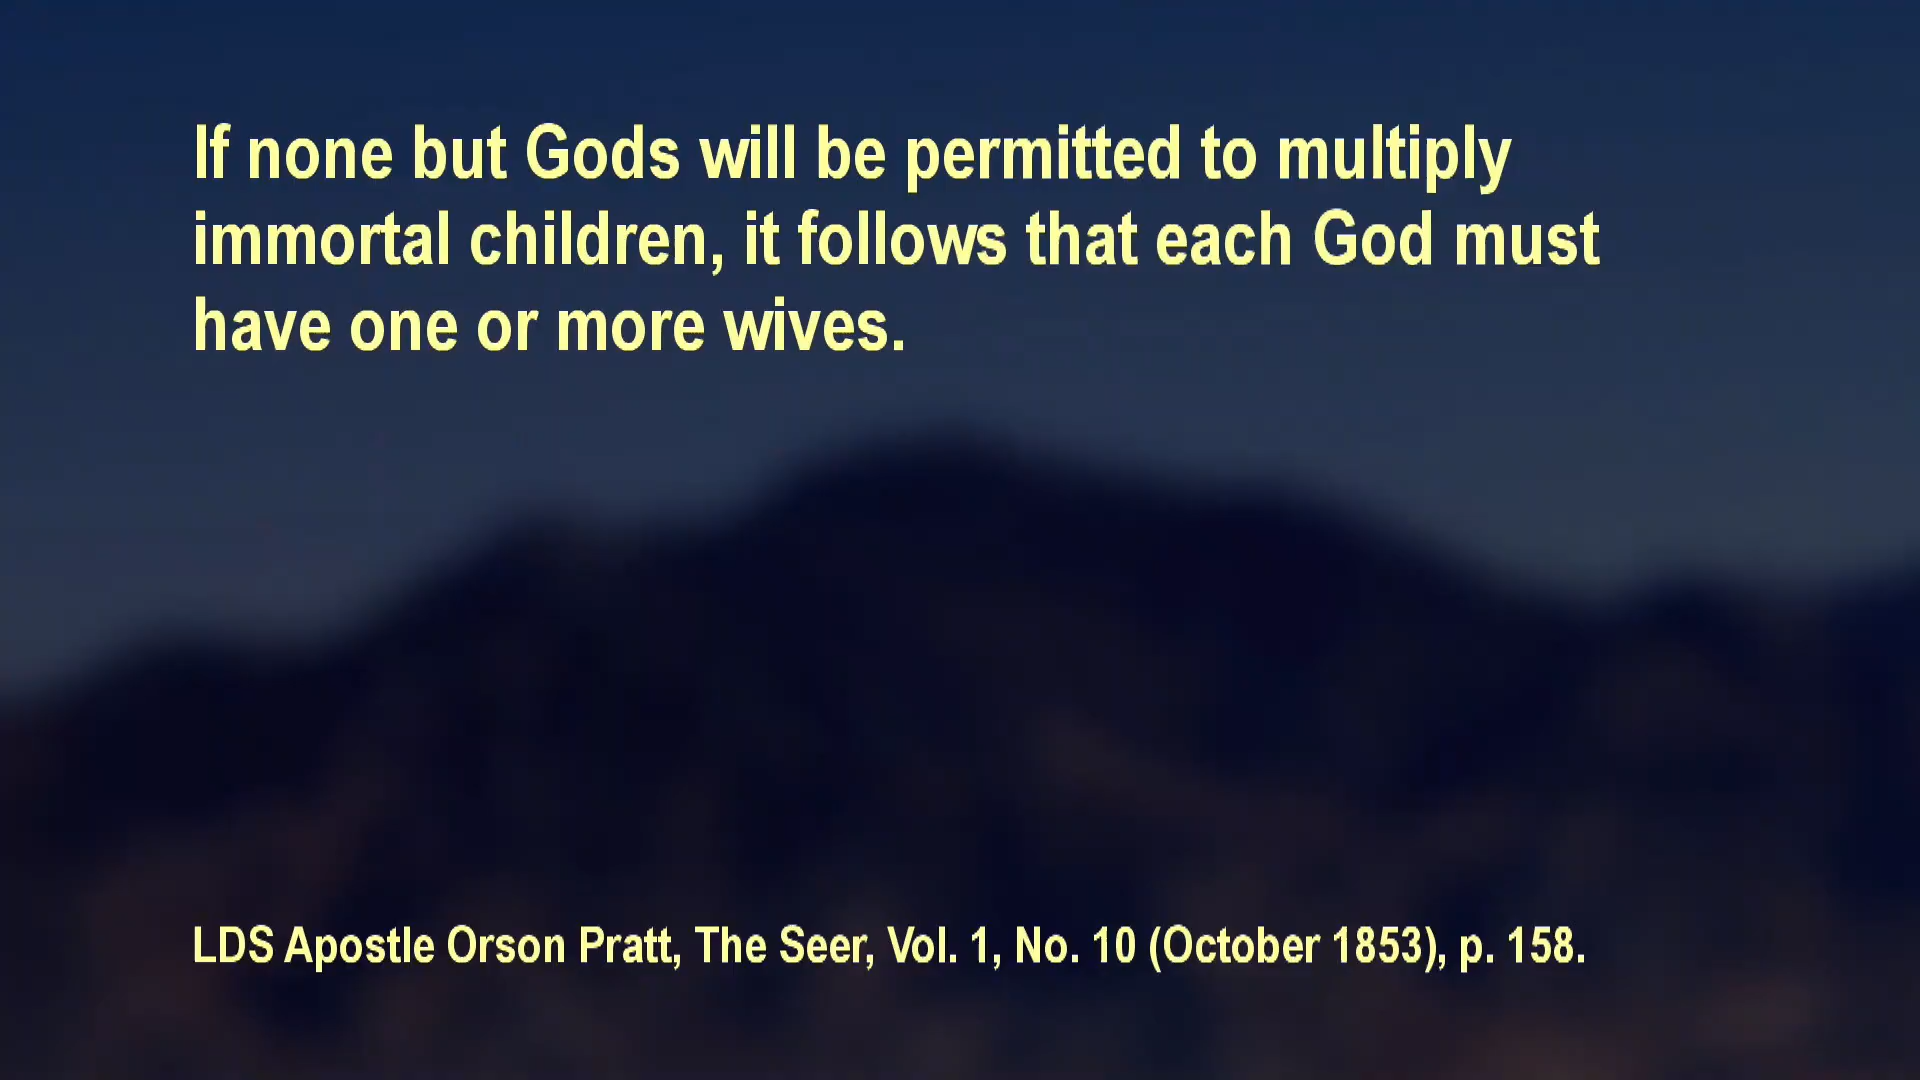 If none but Gods will be permitted to multiply
immortal children, it follows that each God must
have one or more wives.
LDS Apostle Orson Pratt, The Seer, Vol. 1, No. 10 (October 1853), p. 158.